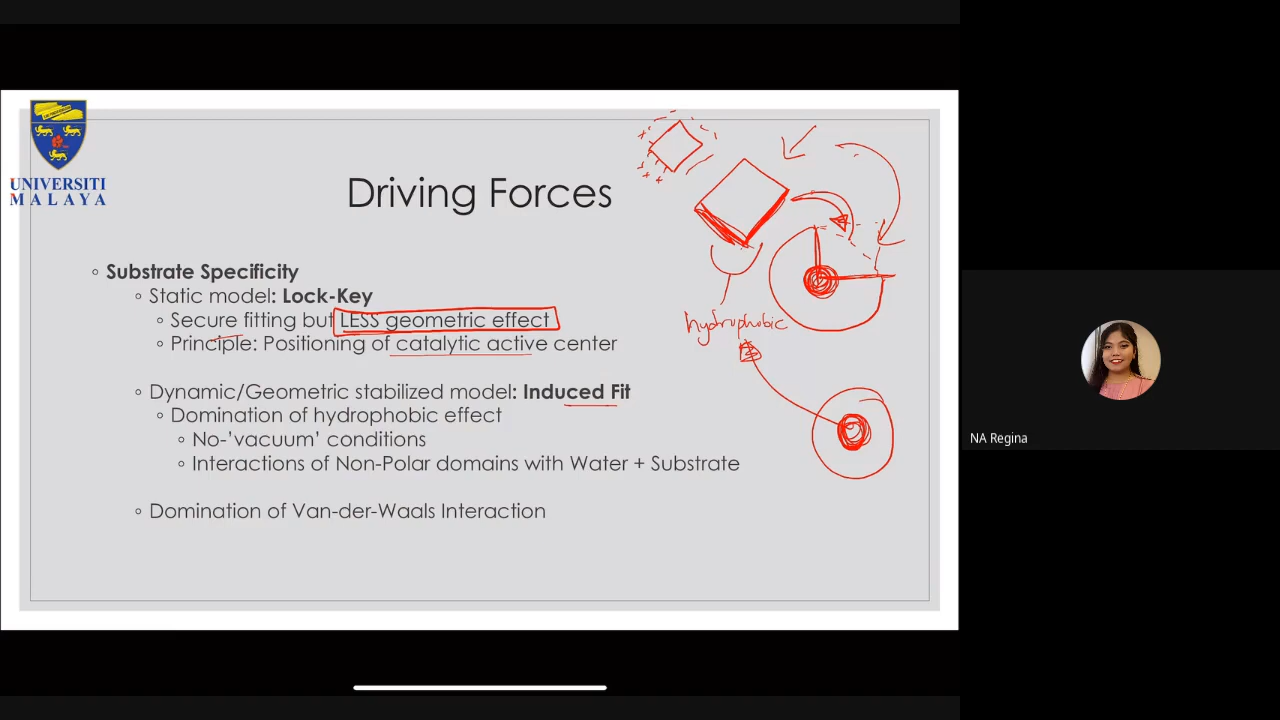 UNIVERSITI
MALAYA
Driving Forces
◦ Substrate Specificity
◦ Static model: Lock-Key
◦ Secure fitting but LESS geometric effect
◦ Principle: Positioning of catalytic active center
◦ Dynamic/Geometric stabilized model: Induced Fit
◦ Domination of hydrophobic effect
◦ No-'vacuum' conditions
◦ Interactions of Non-Polar domains with Water + Substrate
◦ Domination of Van-der-Waals Interaction
hydrophobic
NA Regina